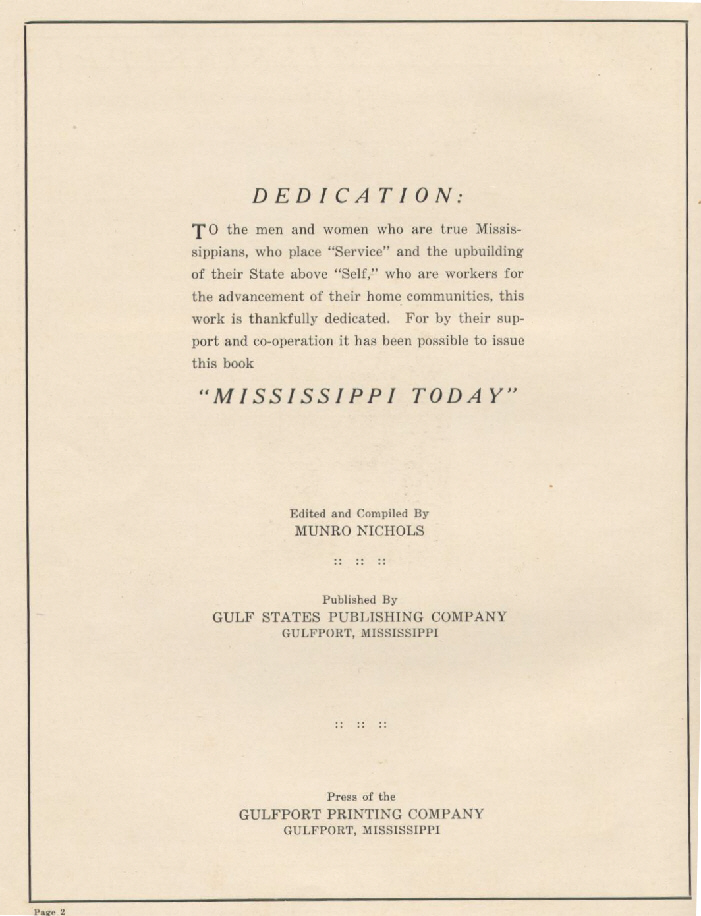 DEDICATION:
TO the men and women who are true Missis-
sippians, who place “Service” and the upbuilding
of their State above “Self,” who are workers for
the advancement of their home communities, this
work is thankfully dedicated. For by their sup-
port and co-operation it has been possible to issue
this book
“MISSISSIPPI TODAY”
Edited and Compiled By
MUNRO NICHOLS
:: :: ::
Published By
GULF STATES PUBLISHING COMPANY
GULFPORT, MISSISSIPPI
:: :: ::
Press of the
GULFPORT PRINTING COMPANY
GULFPORT, MISSISSIPPI
Page 2